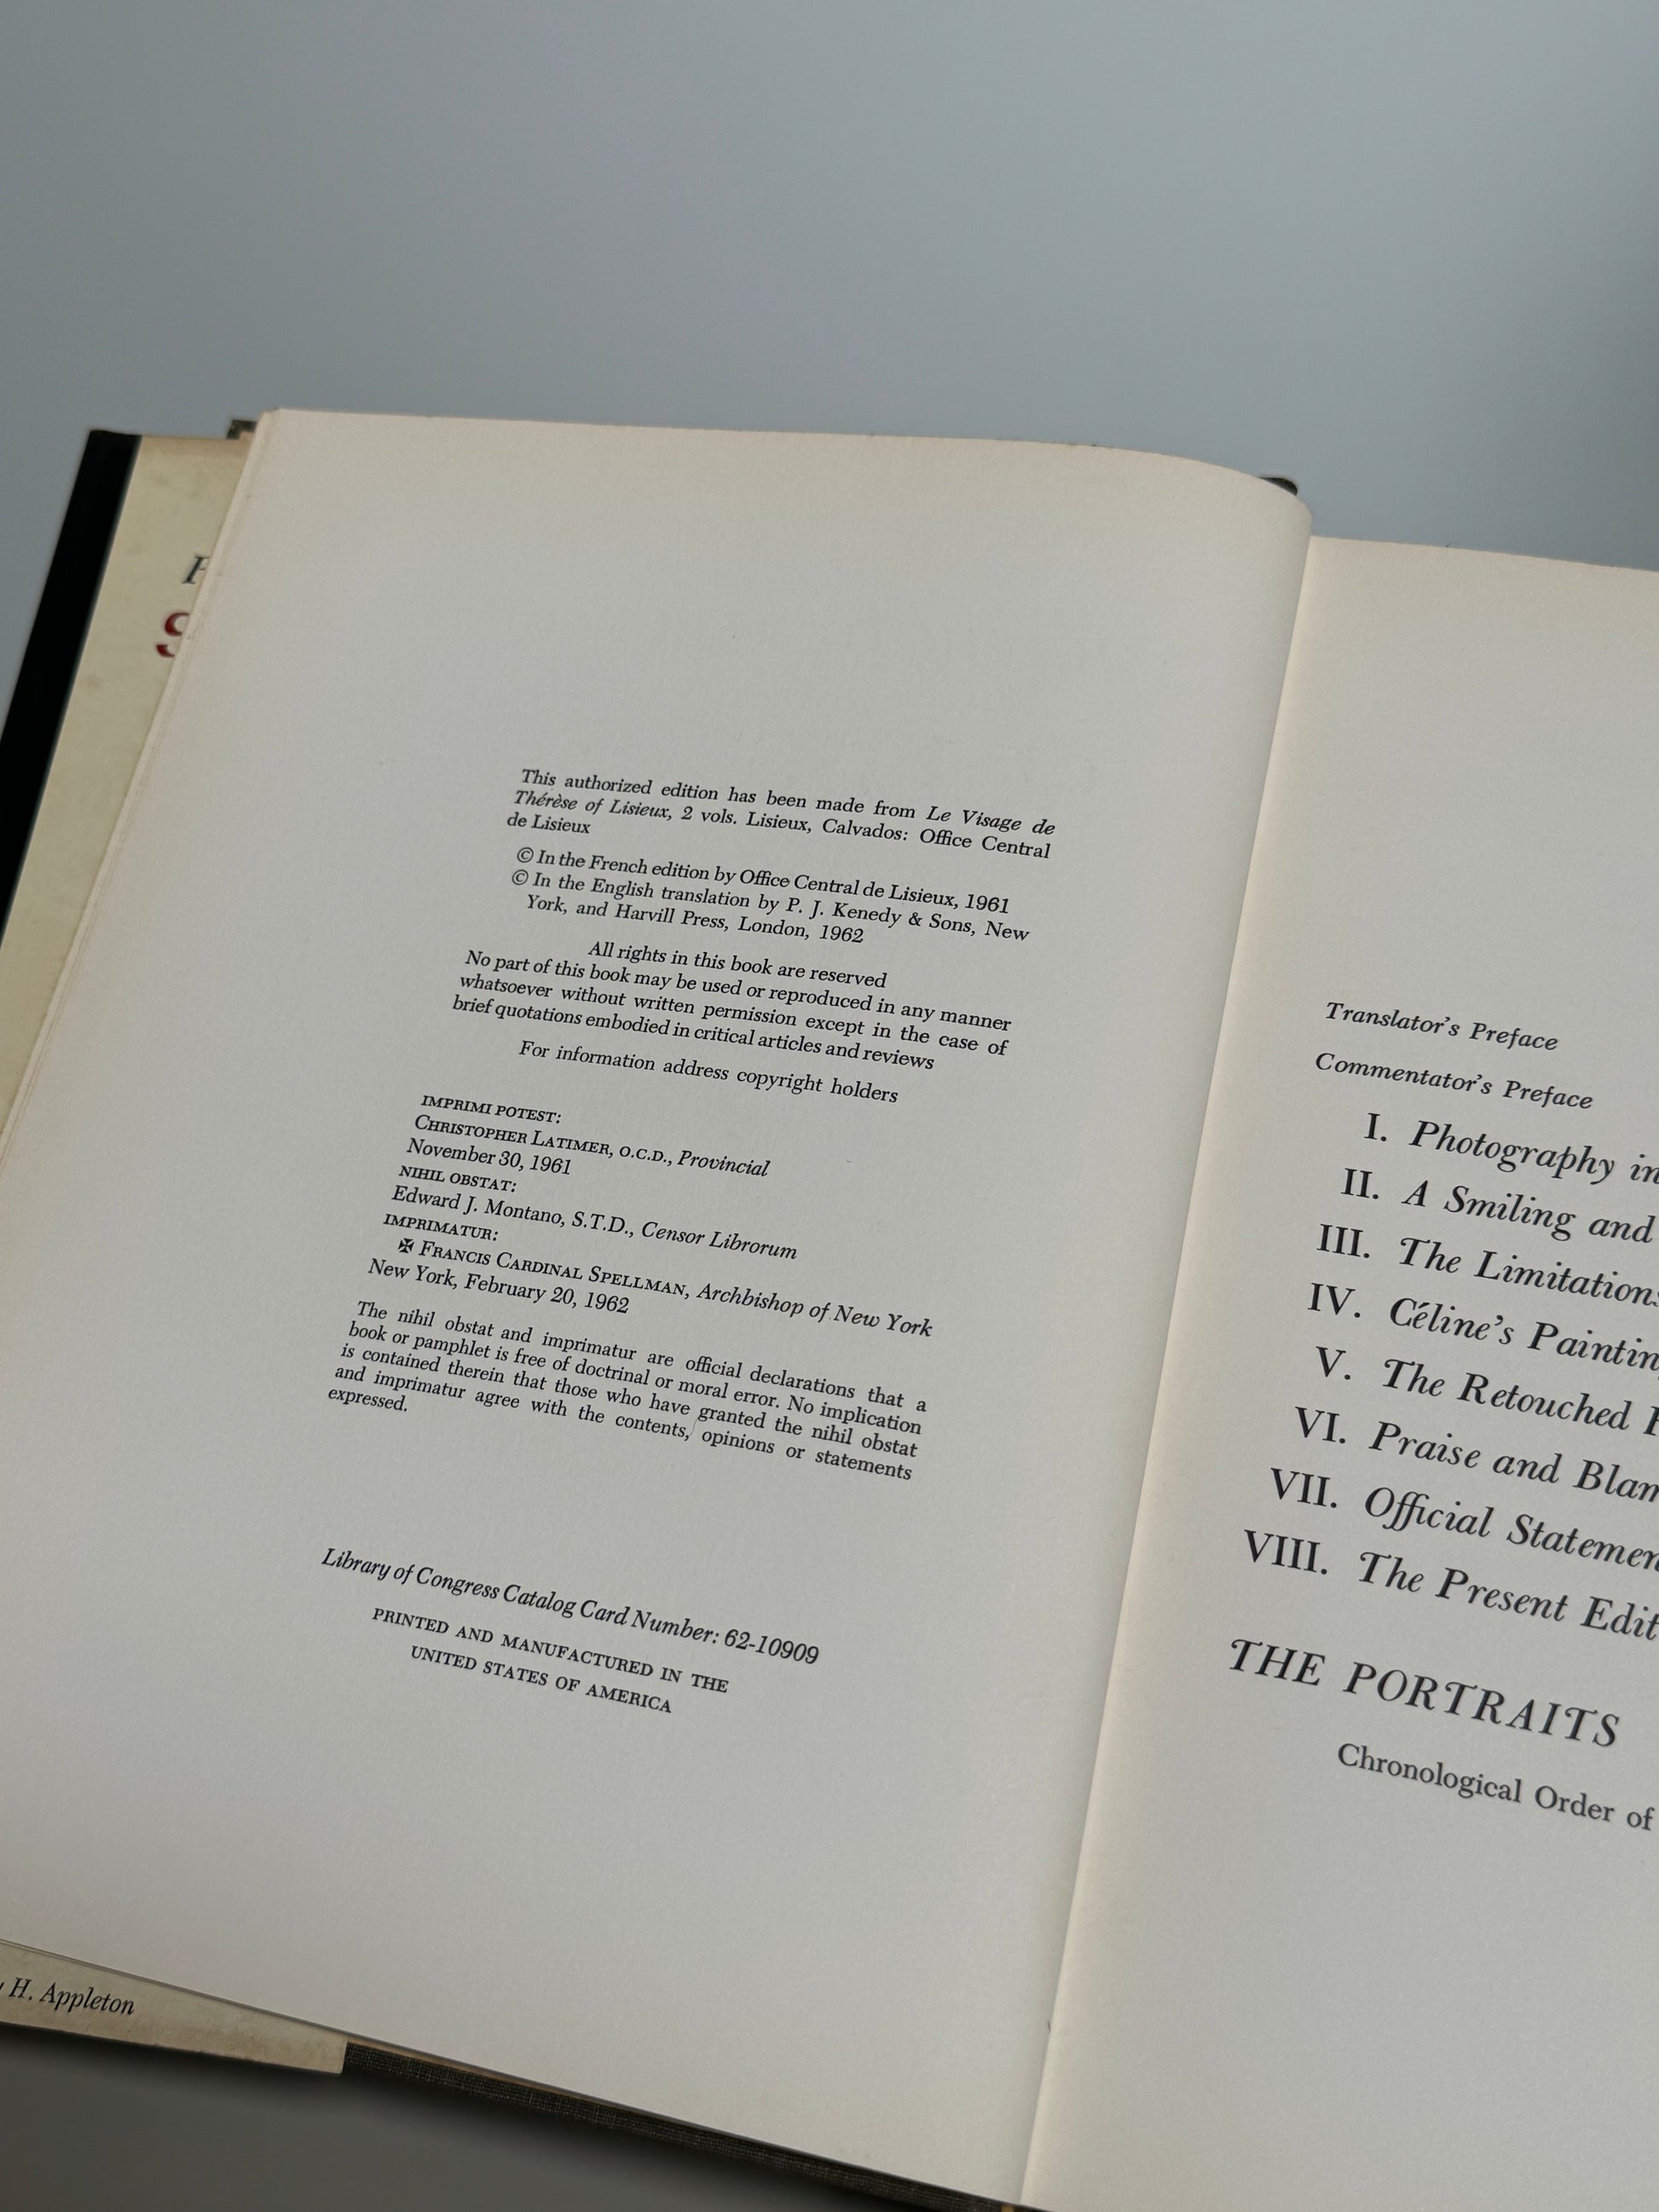 This authorized edition has been made from Le Visage de
Thérèse of Lisieux, 2 vols. Lisieux, Calvados: Office Central
de Lisieux
© In the French edition by Office Central de Lisieux, 1961
© In the English translation by P. J. Kenedy & Sons, New
York, and Harvill Press, London, 1962
All rights in this book are reserved
No part of this book may be used or reproduced in any manner
whatsoever without written permission except in the case of
brief quotations embodied in critical articles and reviews
For information address copyright holders
IMPRIMI POTEST:
CHRISTOPHER LATIMER, O.C.D., Provincial
November 30, 1961
NIHIL OBSTAT:
Edward J. Montano, S.T.D., Censor Librorum
IMPRIMATUR:
✠ FRANCIS CARDINAL SPELLMAN, Archbishop of New York
New York, February 20, 1962
The nihil obstat and imprimatur are official declarations that a
book or pamphlet is free of doctrinal or moral error. No implication
is contained therein that those who have granted the nihil obstat
and imprimatur agree with the contents, opinions or statements
expressed.
Library of Congress Catalog Card Number: 62-10909
PRINTED AND MANUFACTURED IN THE
UNITED STATES OF AMERICA
H. Appleton
Translator's Preface
Commentator's Preface
I. Photography in
II. A Smiling and
III. The Limitations
IV. Céline's
V. The Retouched
VI. Praise and
VII. Official
VIII. The Present
THE PORTRAITS
Chronological Order of